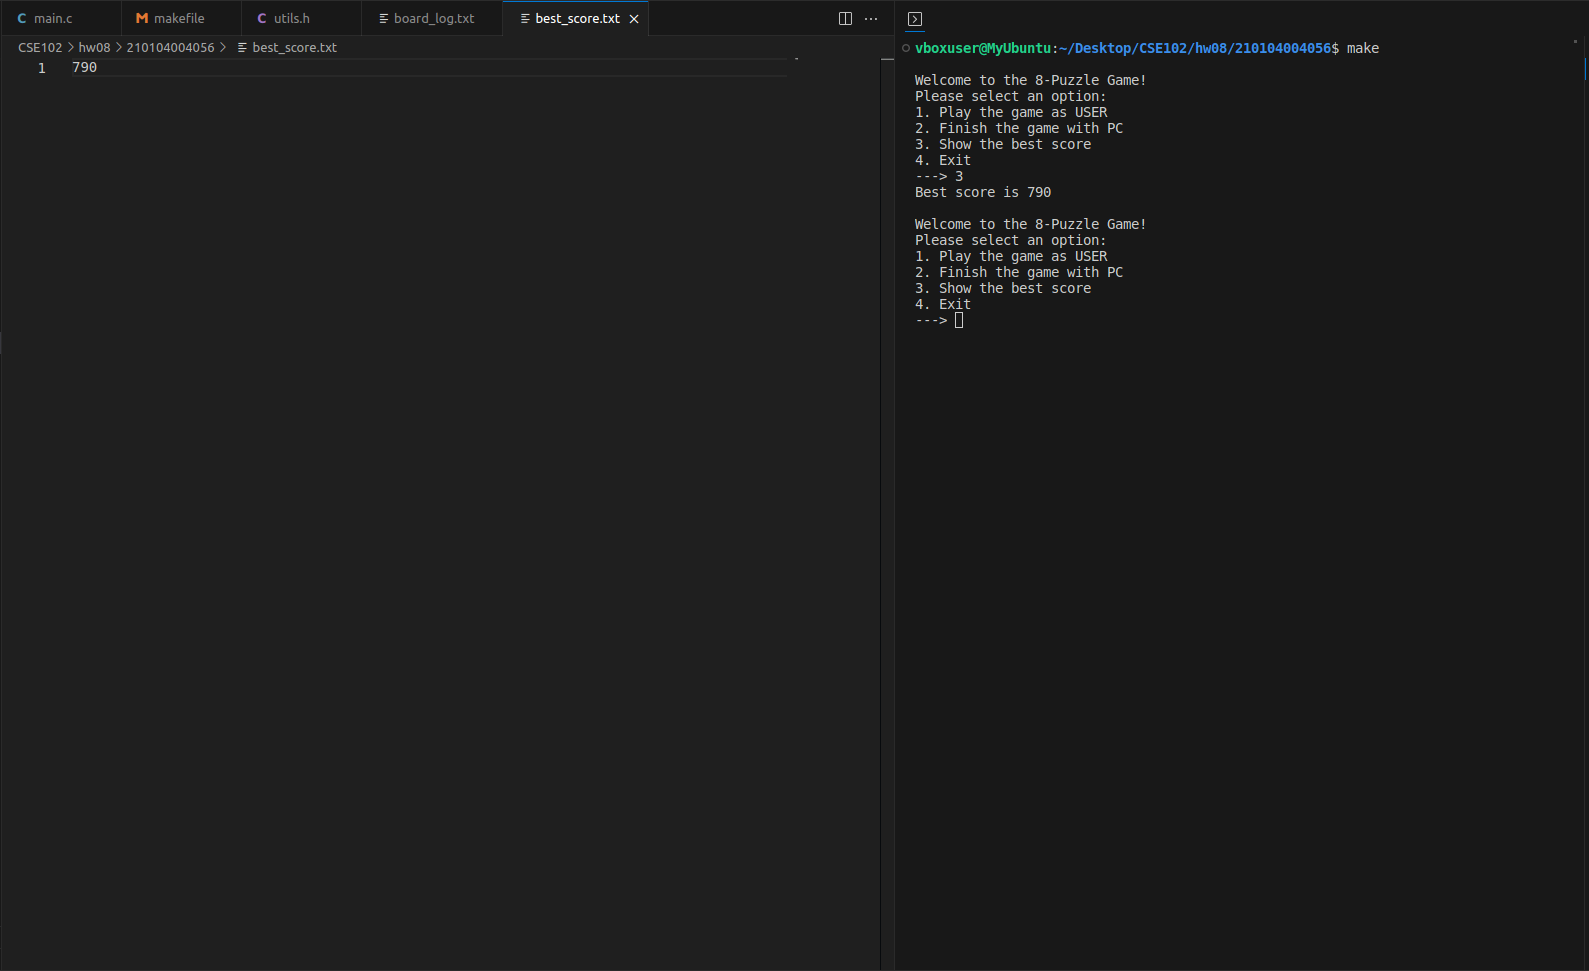 C main.c M makefile C utils.h board_log.txt best_score.txt
CSE102 > hw08 > 210104004056 > best_score.txt
1 790
vboxuser@MyUbuntu:~/Desktop/CSE102/hw08/210104004056$ make
Welcome to the 8-Puzzle Game!
Please select an option:
1. Play the game as USER
2. Finish the game with PC
3. Show the best score
4. Exit
---> 3
Best score is 790
Welcome to the 8-Puzzle Game!
Please select an option:
1. Play the game as USER
2. Finish the game with PC
3. Show the best score
4. Exit
--->